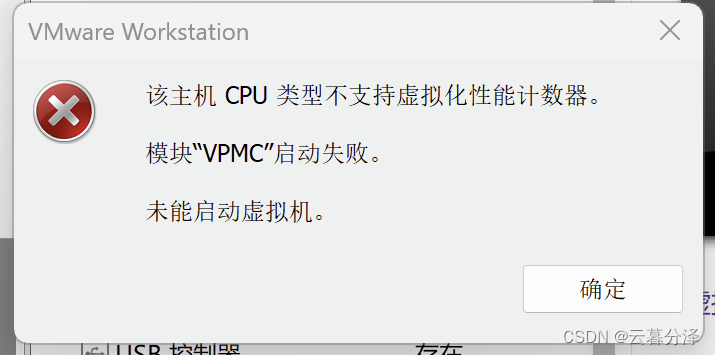 VMware Workstation
该主机 CPU 类型不支持虚拟化性能计数器。
模块“VPMC”启动失败。
未能启动虚拟机。
确定
USB 控制器
存在
CSDN @云暮分泽